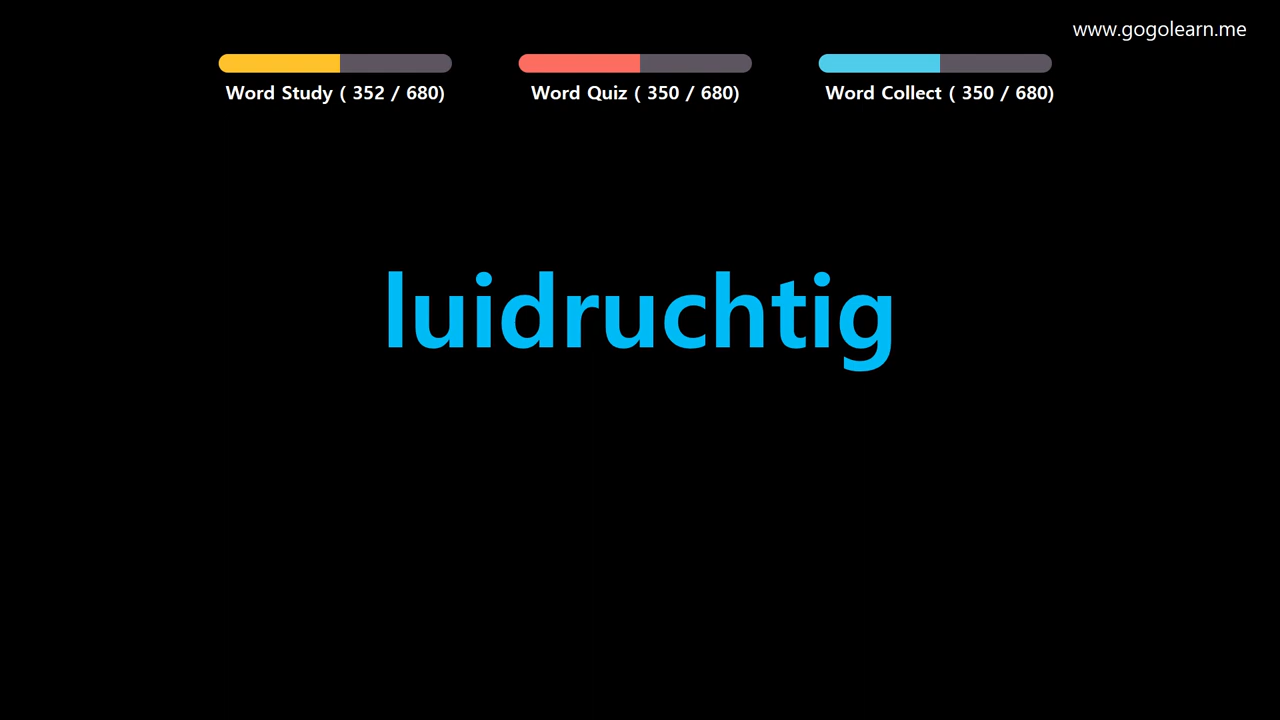 www.gogolearn.me
Word Study ( 352 / 680)
Word Quiz ( 350 / 680)
Word Collect ( 350 / 680)
luidruchtig